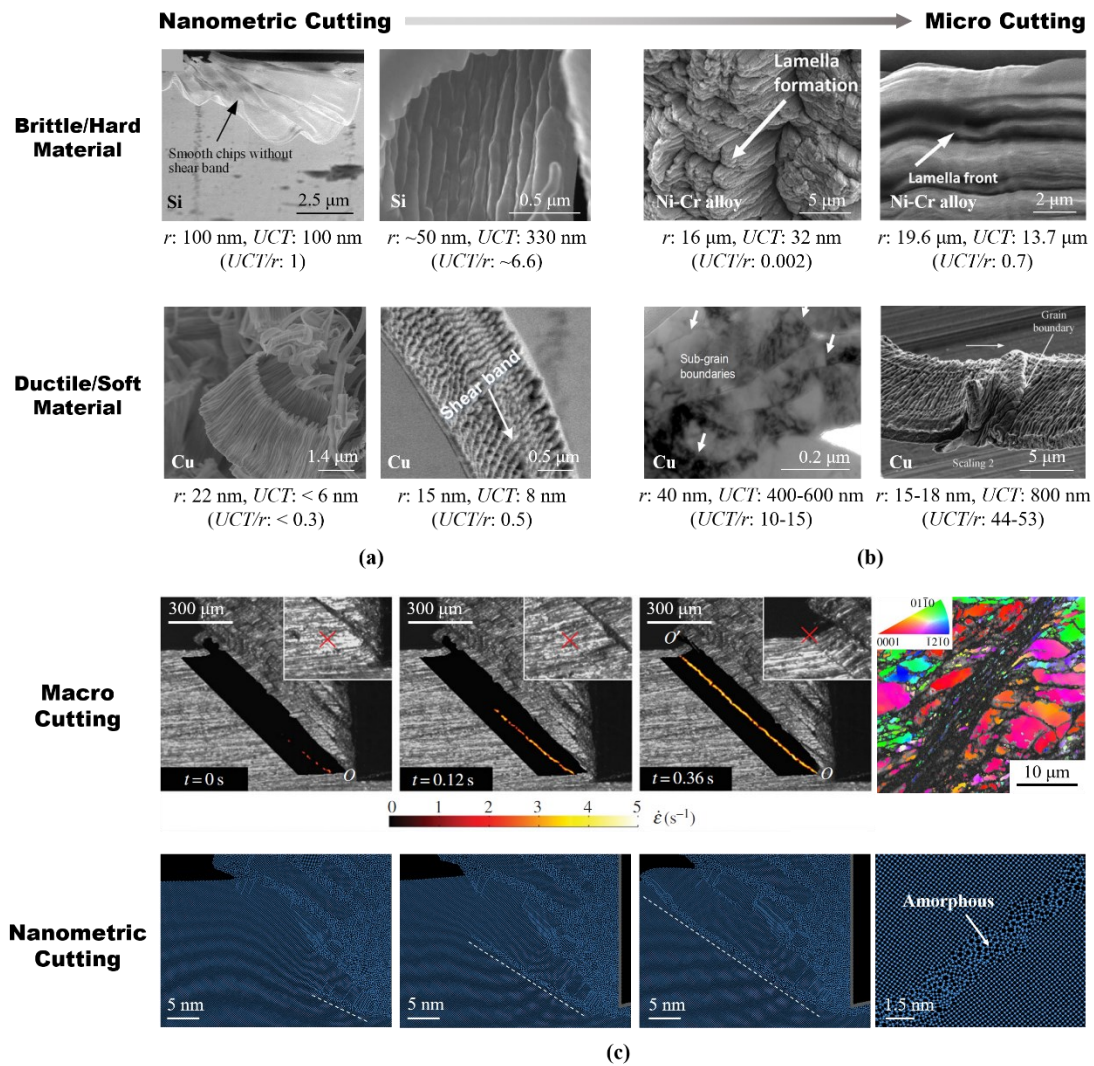 Nanometric Cutting
Micro Cutting
Brittle/Hard
Material
Smooth chips without
shear band
Si
2.5 μm
Si
0.5 μm
Lamella
formation
Ni-Cr alloy
5 μm
Lamella front
Ni-Cr alloy
2 μm
r: 100 nm, UCT: 100 nm
(UCT/r: 1)
r: ~50 nm, UCT: 330 nm
(UCT/r: ~6.6)
r: 16 μm, UCT: 32 nm
(UCT/r: 0.002)
r: 19.6 μm, UCT: 13.7 μm
(UCT/r: 0.7)
Ductile/Soft
Material
Cu
1.4 μm
Shear band
Cu
0.5 μm
Sub-grain
boundaries
Cu
0.2 μm
Grain
boundary
Scaling 2
Cu
5 μm
r: 22 nm, UCT: < 6 nm
(UCT/r: < 0.3)
r: 15 nm, UCT: 8 nm
(UCT/r: 0.5)
r: 40 nm, UCT: 400-600 nm
(UCT/r: 10-15)
r: 15-18 nm, UCT: 800 nm
(UCT/r: 44-53)
(a)
(b)
Macro
Cutting
300 μm
t = 0 s
O
300 μm
t = 0.12 s
300 μm
O′
t = 0.36 s
O
011̄0
0001
1̄21̄0
10 μm
0 1 2 3 4 5 ε̇ (s⁻¹)
Nanometric
Cutting
5 nm
5 nm
5 nm
Amorphous
1.5 nm
(c)